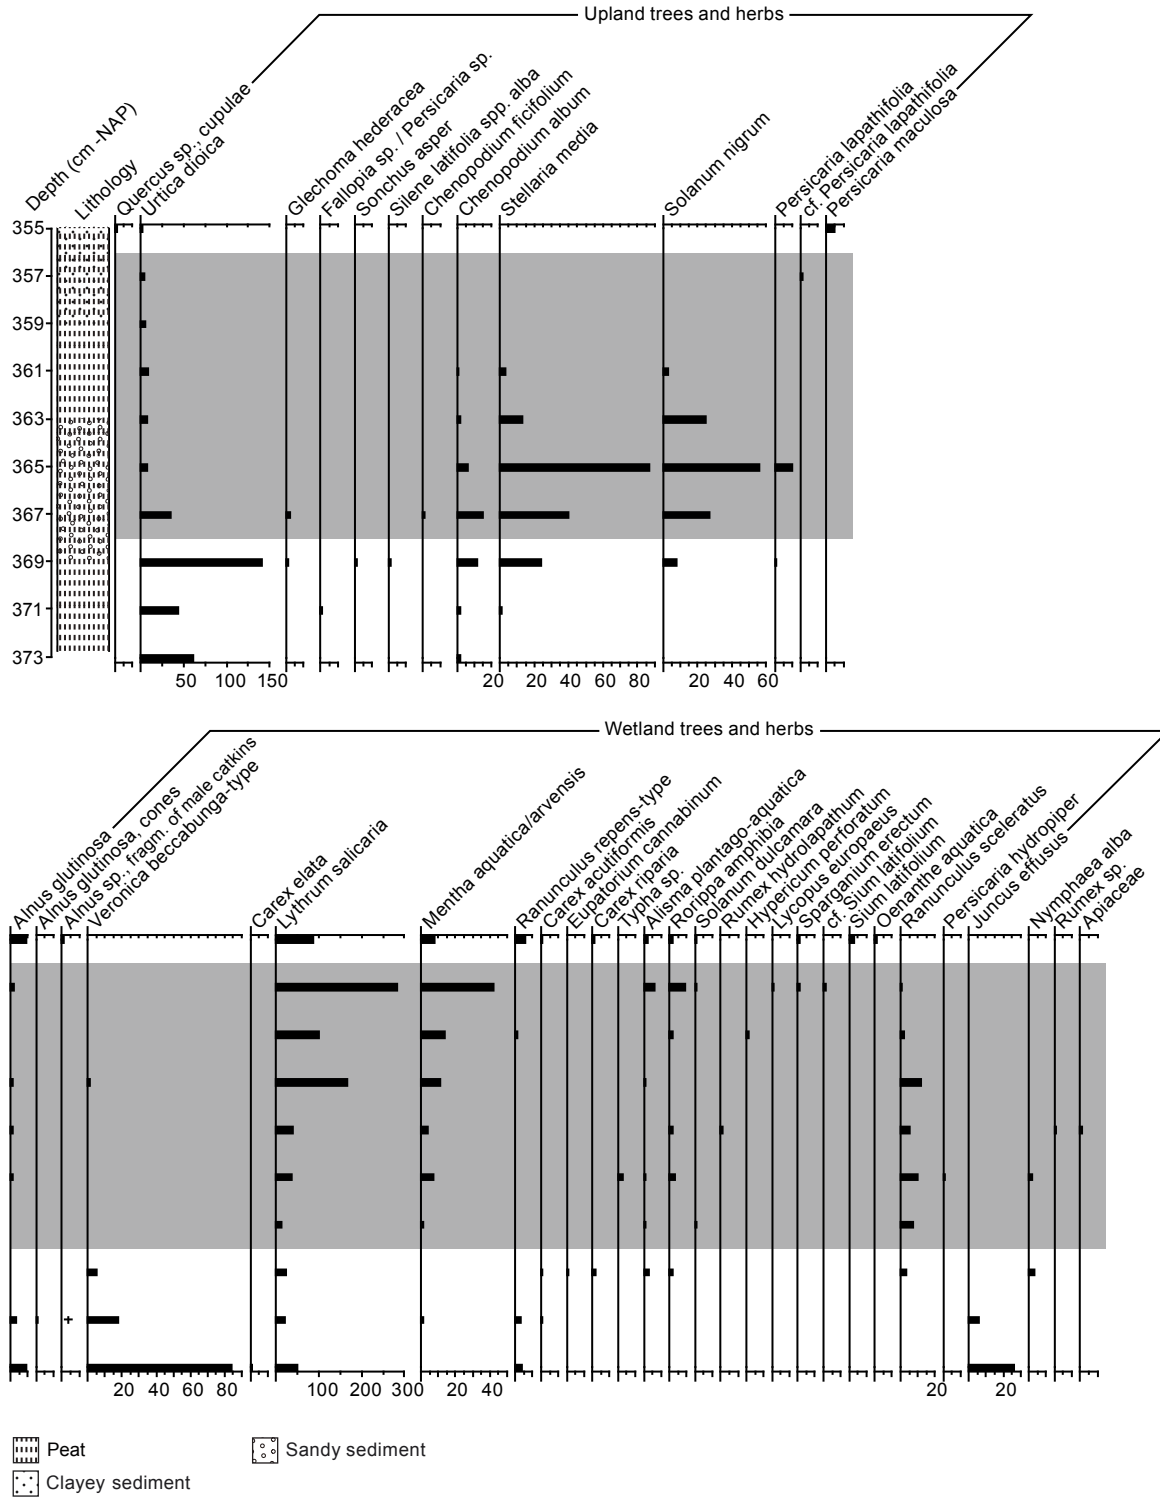 Upland trees and herbs
Depth (cm -NAP)
Lithology
Quercus sp., cupulae
Urtica dioica
Glechoma hederacea
Fallopia sp. / Persicaria sp.
Sonchus asper
Silene latifolia spp. alba
Chenopodium ficifolium
Chenopodium album
Stellaria media
Solanum nigrum
Persicaria lapathifolia
cf. Persicaria lapathifolia
Persicaria maculosa
355
357
359
361
363
365
367
369
371
373
50 100 150 20 20 40 60 80 20 40 60
Wetland trees and herbs
Alnus glutinosa
Alnus glutinosa, cones
Alnus sp., fragm. of male catkins
Veronica beccabunga-type
Carex elata
Lythrum salicaria
Mentha aquatica/arvensis
Ranunculus repens-type
Carex acutiformis
Eupatorium cannabinum
Carex riparia
Typha sp.
Alisma plantago-aquatica
Rorippa amphibia
Solanum dulcamara
Rumex hydrolapathum
Hypericum perforatum
Lycopus europaeus
Sparganium erectum
cf. Sium latifolium
Sium latifolium
Oenanthe aquatica
Ranunculus sceleratus
Persicaria hydropiper
Juncus effusus
Nymphaea alba
Rumex sp.
Apiaceae
+
20 40 60 80 100 200 300 20 40 20 20
Peat
Sandy sediment
Clayey sediment